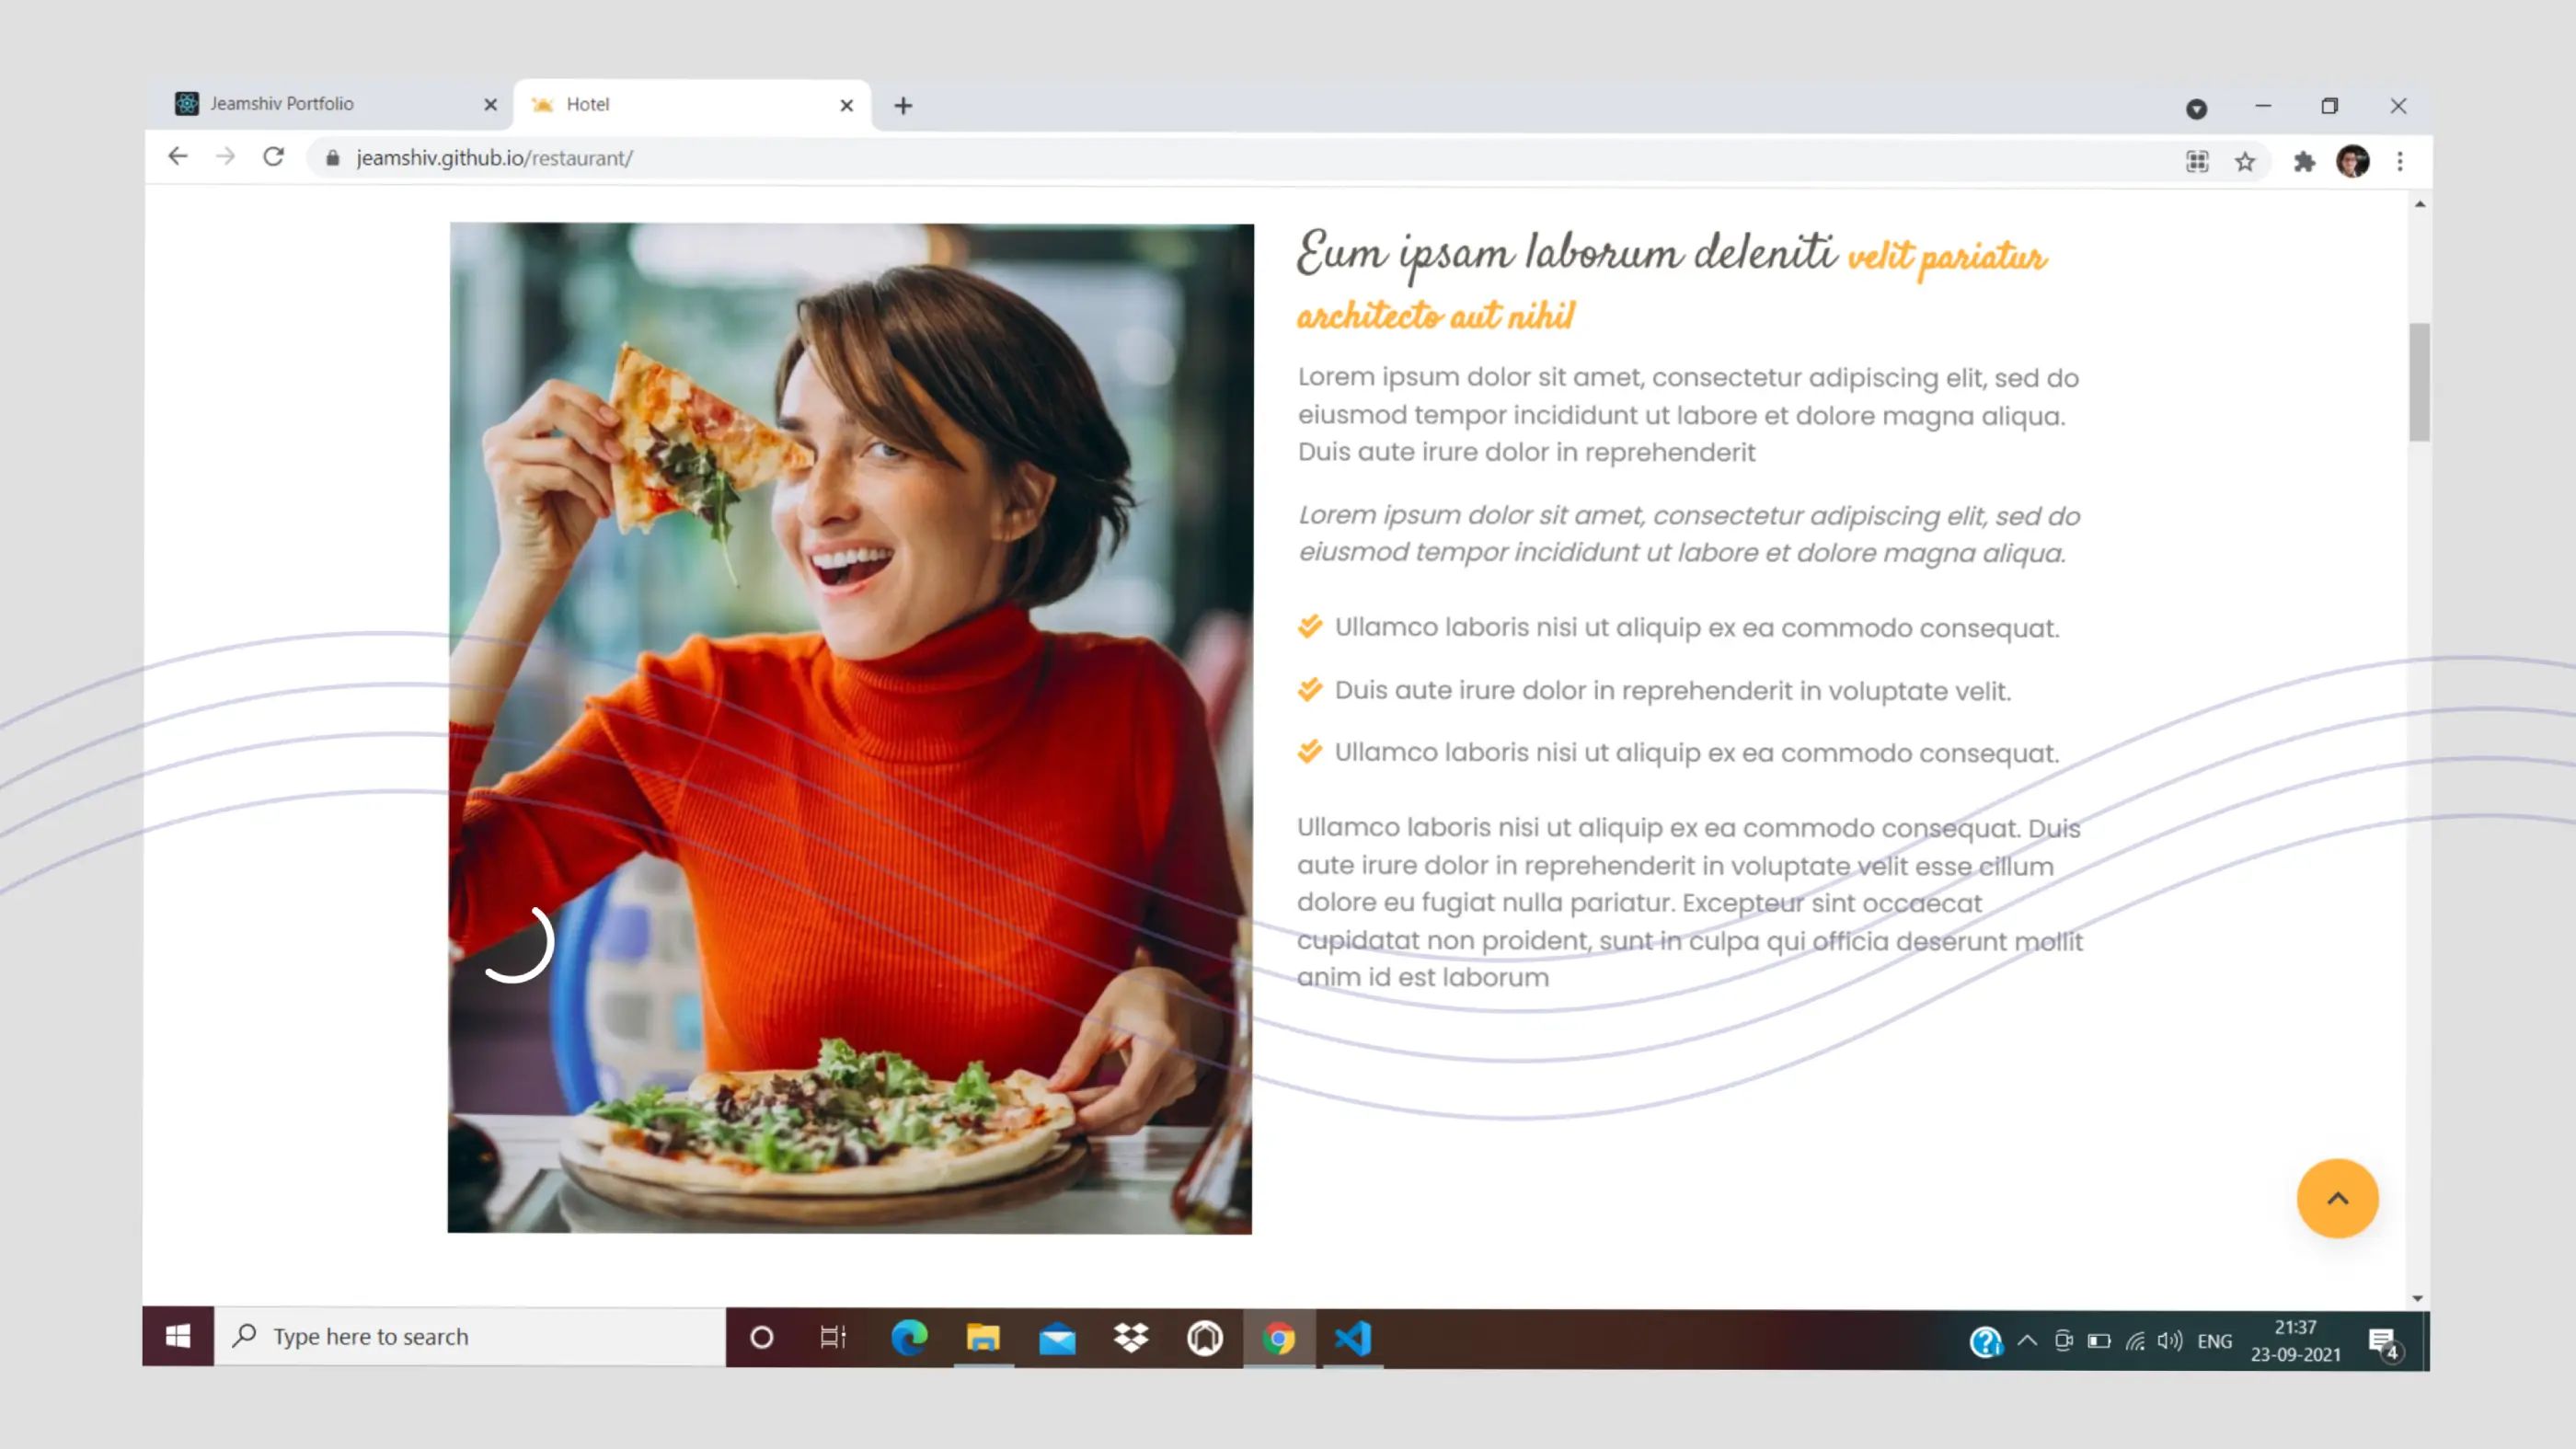 Jeamshiv Portfolio
Hotel
jeamshiv.github.io/restaurant/
Eum ipsam laborum deleniti velit pariatur
architecto aut nihil
Lorem ipsum dolor sit amet, consectetur adipiscing elit, sed do
eiusmod tempor incididunt ut labore et dolore magna aliqua.
Duis aute irure dolor in reprehenderit
Lorem ipsum dolor sit amet, consectetur adipiscing elit, sed do
eiusmod tempor incididunt ut labore et dolore magna aliqua.
Ullamco laboris nisi ut aliquip ex ea commodo consequat.
Duis aute irure dolor in reprehenderit in voluptate velit.
Ullamco laboris nisi ut aliquip ex ea commodo consequat.
Ullamco laboris nisi ut aliquip ex ea commodo consequat. Duis
aute irure dolor in reprehenderit in voluptate velit esse cillum
dolore eu fugiat nulla pariatur. Excepteur sint occaecat
cupidatat non proident, sunt in culpa qui officia deserunt mollit
anim id est laborum
Type here to search
ENG
21:37
23-09-2021
4